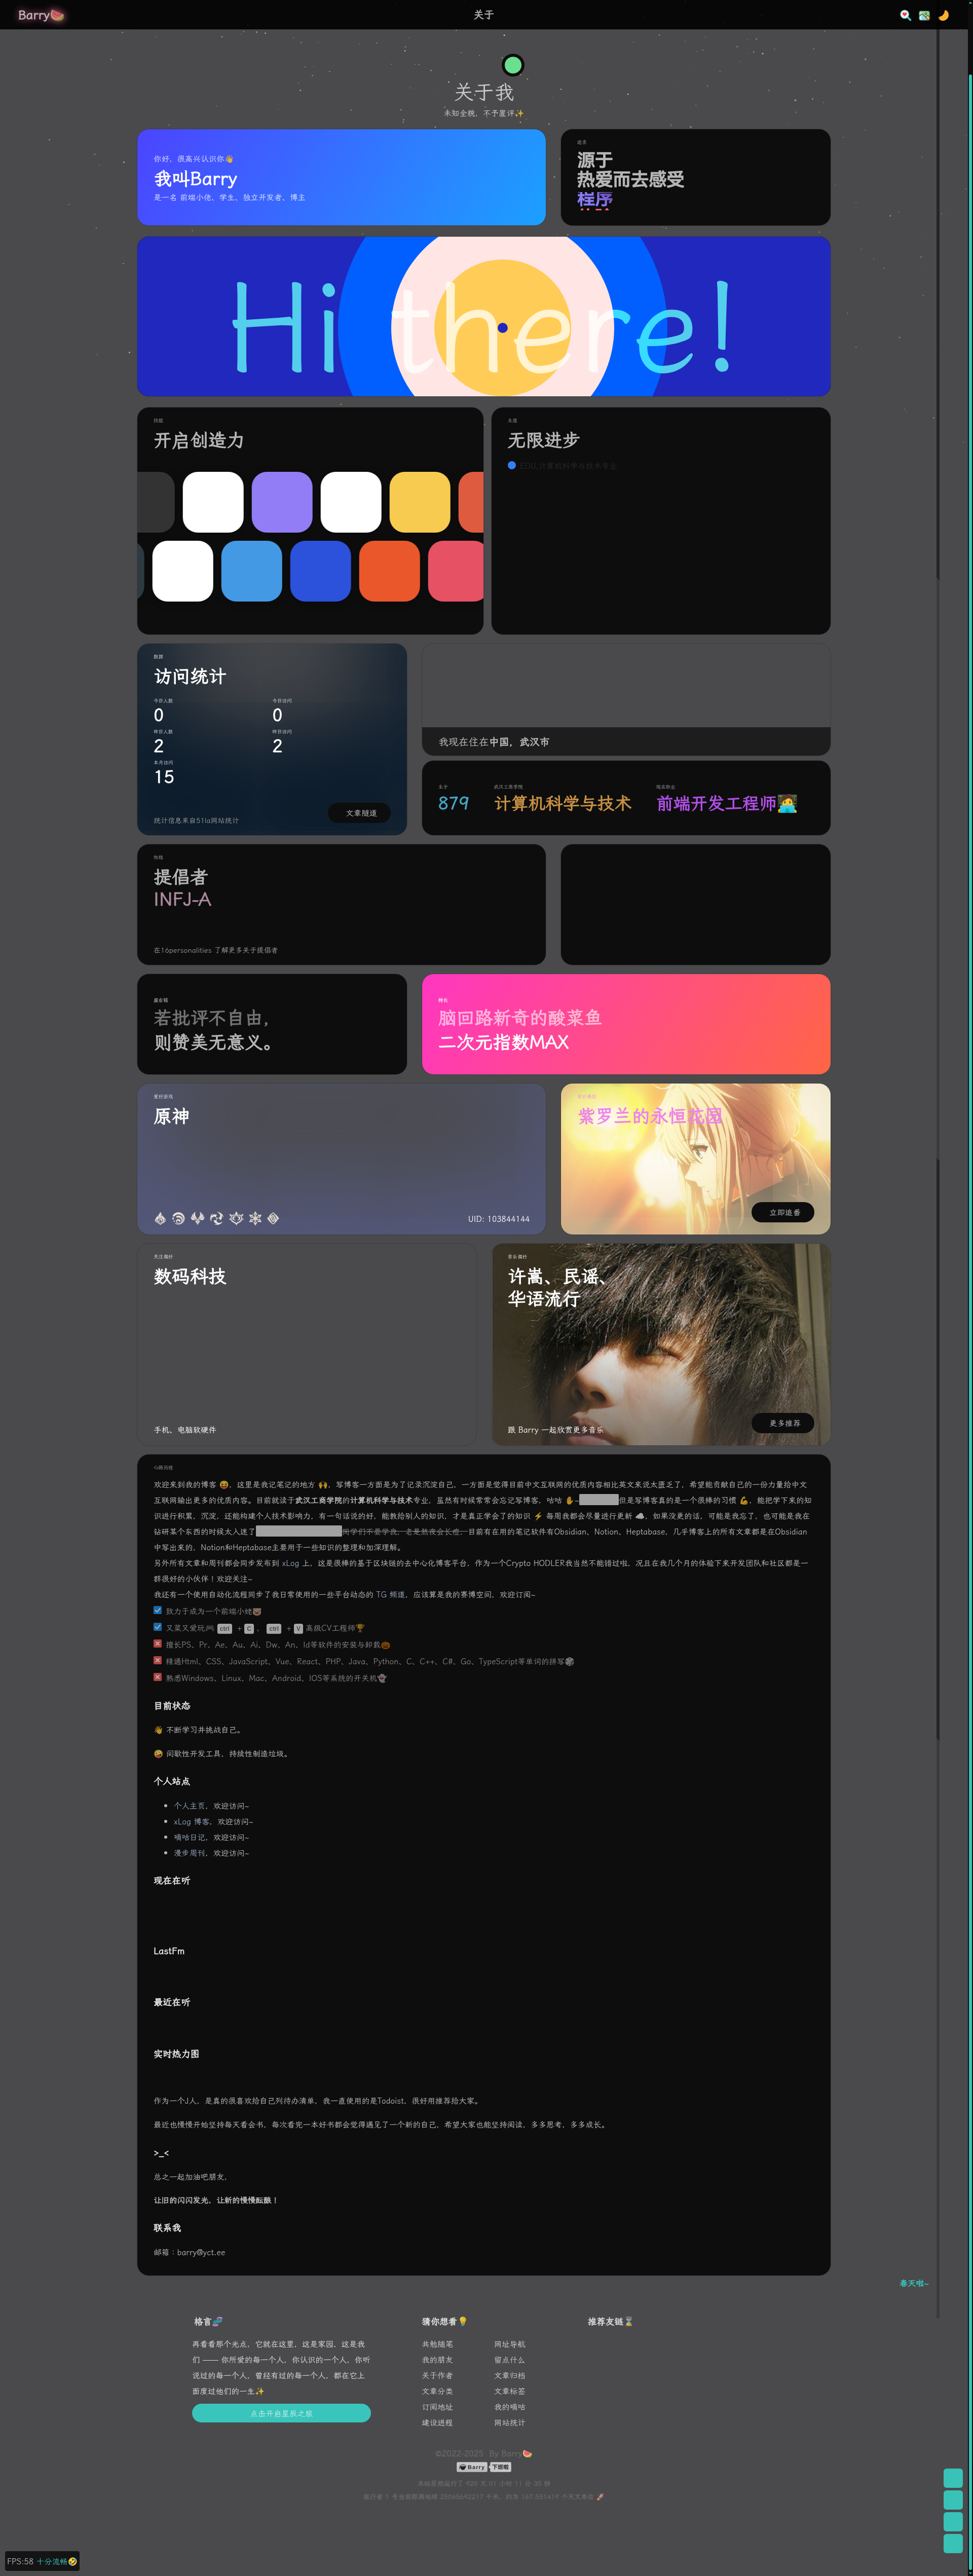 Barry🍉
关于
关于我
未知全貌，不予置评✨
你好，很高兴认识你👋
我叫Barry
是一名 前端小佬、学生、独立开发者、博主
追求
源于
热爱而去感受
程序
Hi there!
技能
开启创造力
生涯
无限进步
EDU,计算机科学与技术专业
数据
访问统计
今日人数
今日访问
0
0
昨日人数
昨日访问
2
2
本月访问
15
统计信息来自51la网站统计
文章隧道
我现在住在中国，武汉市
生于
武汉工商学院
现在职业
879
计算机科学与技术
前端开发工程师🧑‍💻
性格
提倡者
INFJ-A
在16personalities 了解更多关于提倡者
座右铭
若批评不自由，
则赞美无意义。
特长
脑回路新奇的酸菜鱼
二次元指数MAX
爱好游戏
原神
UID: 103844144
紫罗兰的永恒花园
立即追番
关注偏好
数码科技
手机、电脑软硬件
音乐偏好
许嵩、民谣、
华语流行
跟 Barry 一起欣赏更多音乐
更多推荐
欢迎来到我的博客 😝，这里是我记笔记的地方 🙌，写博客一方面是为了记录沉淀自己，一方面是觉得目前中文互联网的优质内容相比英文来说太匮乏了，希望能贡献自己的一份力量给中文
互联网输出更多的优质内容。目前就读于武汉工商学院的计算机科学与技术专业，虽然有时候常常会忘记写博客，咕咕 ✋~但是写博客真的是一个很棒的习惯 💪，能把学下来的知
识进行积累，沉淀，还能构建个人技术影响力，有一句话说的好，能教给别人的知识，才是真正学会了的知识 ⚡ 每周我都会尽量进行更新 ☁️，如果没更的话，可能是我忘了，也可能是我在
钻研某个东西的时候太入迷了同学们不要学我，老是熬夜会长痘，目前有在用的笔记软件有Obsidian、Notion、Heptabase，几乎博客上的所有文章都是在Obsidian
中写出来的，Notion和Heptabase主要用于一些知识的整理和加深理解。
另外所有文章和周刊都会同步发布到 xLog 上，这是很棒的基于区块链的去中心化博客平台，作为一个Crypto HODLER我当然不能错过啦，况且在我几个月的体验下来开发团队和社区都是一
群很好的小伙伴！欢迎关注~
我还有一个使用自动化流程同步了我日常使用的一些平台动态的 TG 频道，应该算是我的赛博空间，欢迎订阅~
致力于成为一个前端小佬🐻
又菜又爱玩🎮 ctrl + C ， ctrl + V 高级CV工程师🏆
擅长PS、Pr、Ae、Au、Ai、Dw、An、Id等软件的安装与卸载🎃
精通Html、CSS、JavaScript、Vue、React、PHP、Java、Python、C、C++、C#、Go、TypeScript等单词的拼写🎲
熟悉Windows、Linux、Mac、Android、IOS等系统的开关机👻
目前状态
👋 不断学习并挑战自己。
🤪 间歇性开发工具，持续性制造垃圾。
个人站点
个人主页，欢迎访问~
xLog 博客，欢迎访问~
嘀咕日记，欢迎访问~
漫步周刊，欢迎访问~
现在在听
LastFm
最近在听
实时热力图
作为一个J人，是真的很喜欢给自己列待办清单，我一直使用的是Todoist，很好用推荐给大家。
最近也慢慢开始坚持每天看会书，每次看完一本好书都会觉得遇见了一个新的自己，希望大家也能坚持阅读，多多思考，多多成长。
>_<
总之一起加油吧朋友，
让旧的闪闪发光，让新的慢慢酝酿！
联系我
邮箱：barry@yct.ee
春天啦~
格言🧬
再看看那个光点，它就在这里，这是家园，这是我
们 —— 你所爱的每一个人，你认识的一个人，你听
说过的每一个人，曾经有过的每一个人，都在它上
面度过他们的一生✨
点击开启星辰之旅
猜你想看💡
共勉随笔
网址导航
我的朋友
留点什么
关于作者
文章归档
文章分类
文章标签
订阅地址
我的嘀咕
建设进程
网站统计
推荐友链⌛
©2022-2025 By Barry🍉
Barry 下班啦
FPS:58 十分流畅🤣